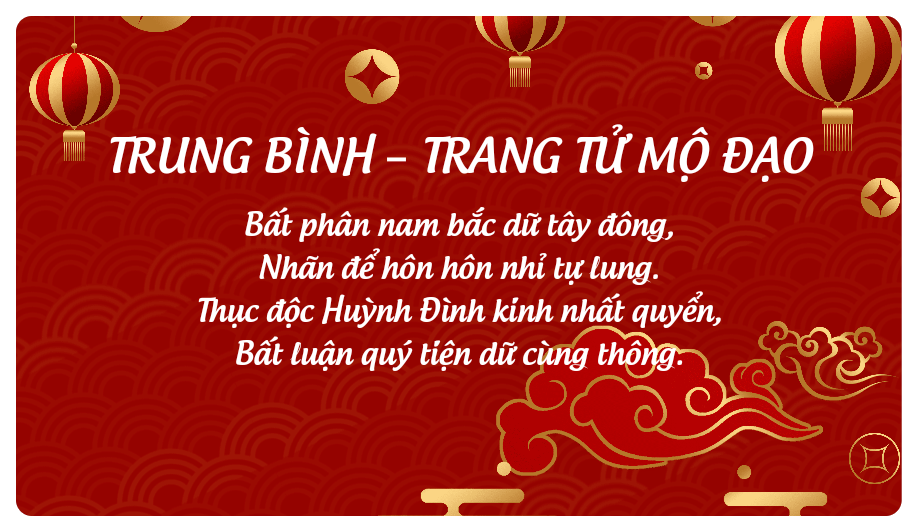 TRUNG BÌNH – TRANG TỬ MỘ ĐẠO
Bất phân nam bắc dữ tây đông,
Nhãn để hôn hôn nhỉ tự lung.
Thục độc Huỳnh Đình kinh nhất quyển,
Bất luận quý tiện dữ cùng thông.